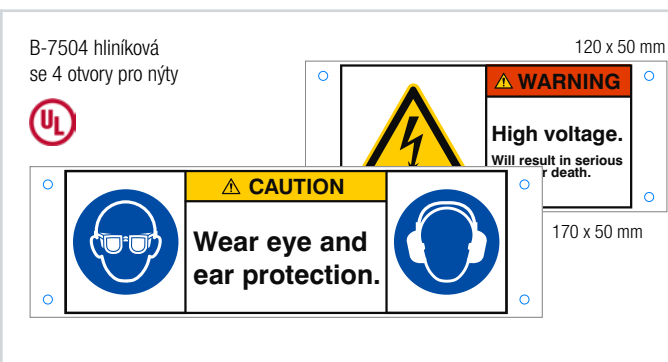 B-7504 hliníková
se 4 otvory pro nýty
UL
120 x 50 mm
WARNING
High voltage.
Will result in serious
r death.
CAUTION
Wear eye and
ear protection.
170 x 50 mm